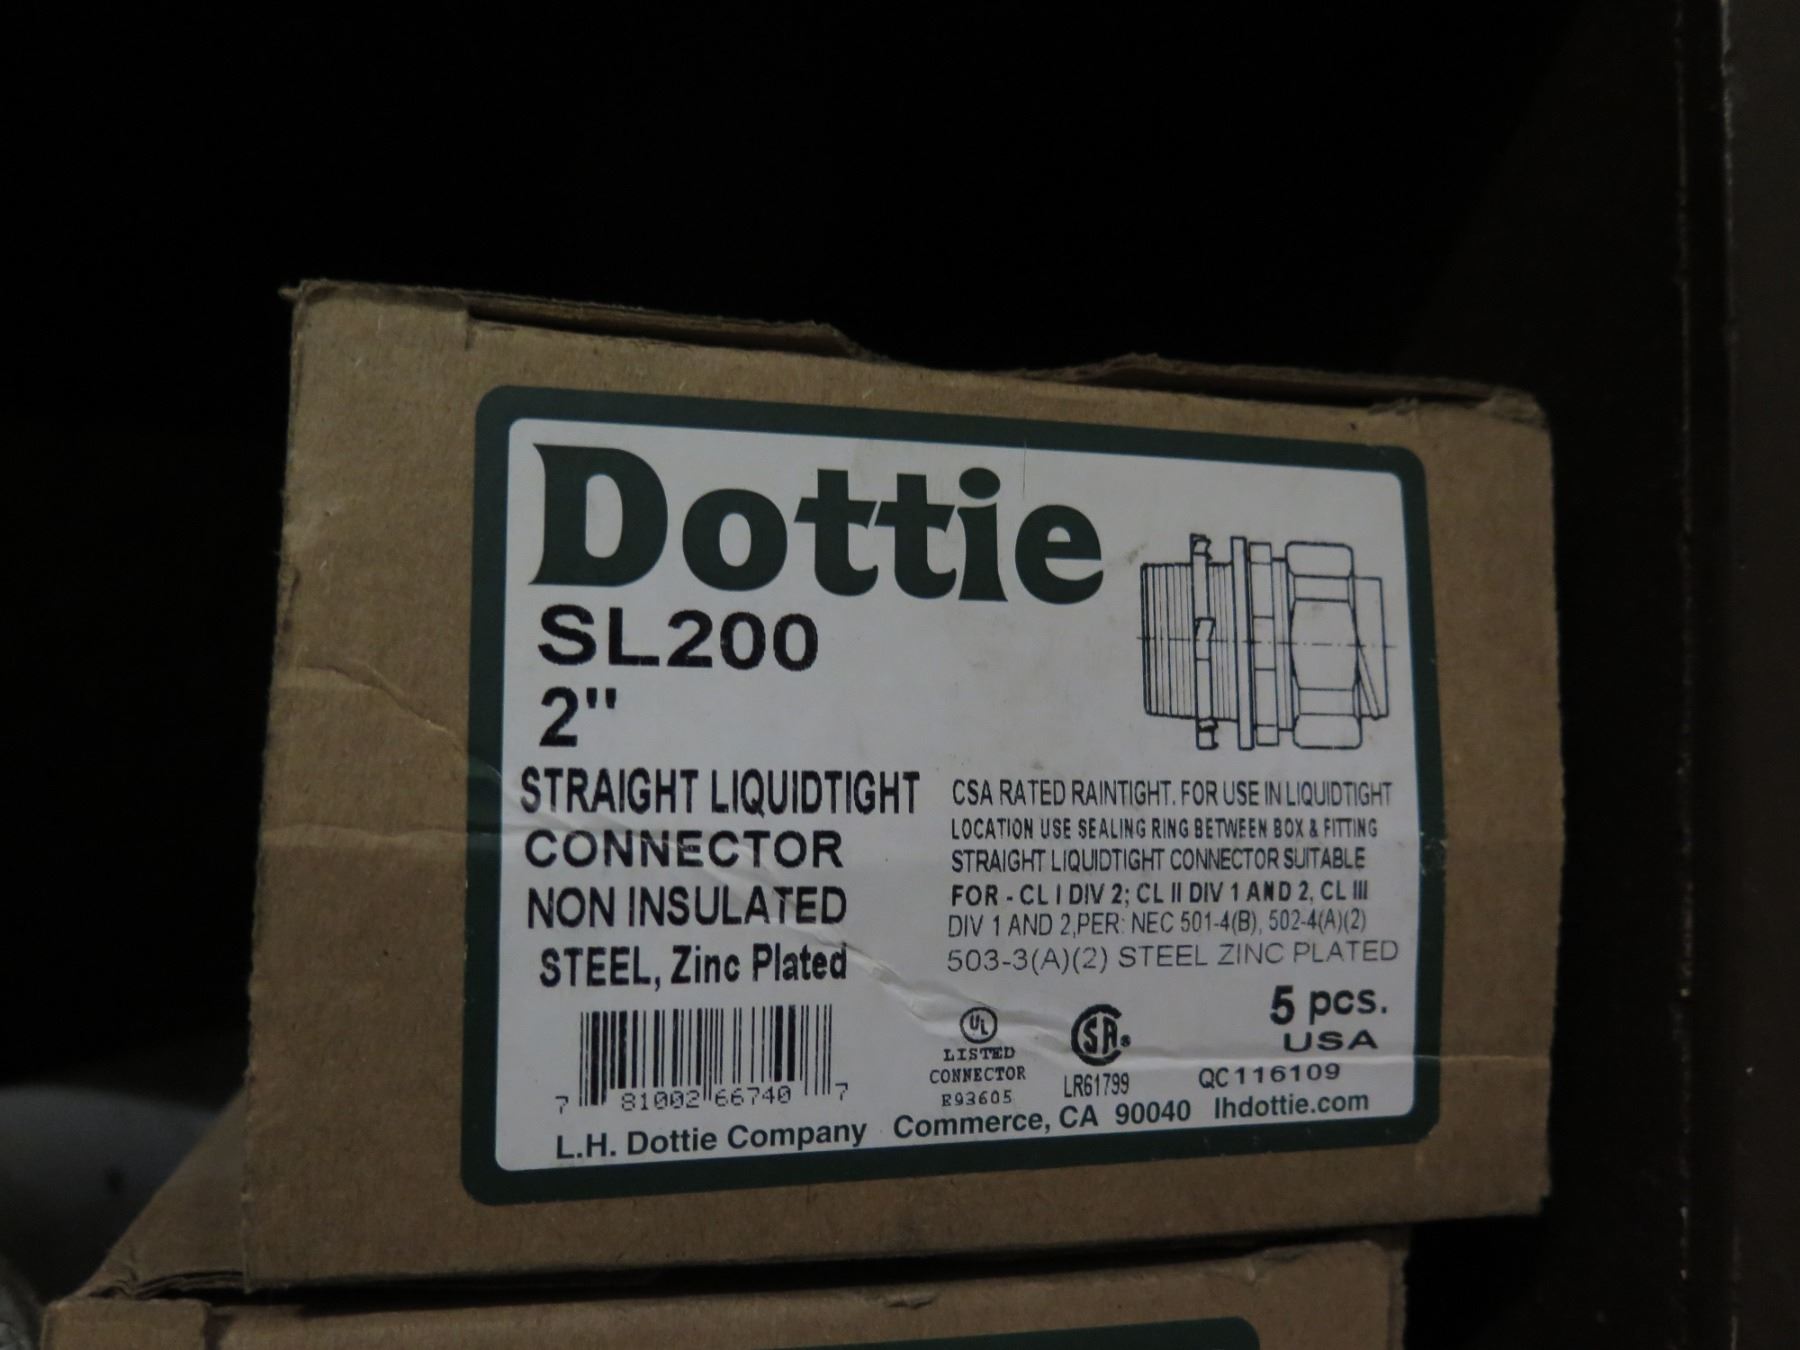 Dottie
SL200
2"
STRAIGHT LIQUIDTIGHT
CONNECTOR
NON INSULATED
STEEL, Zinc Plated
CSA RATED RAINTIGHT. FOR USE IN LIQUIDTIGHT
LOCATION USE SEALING RING BETWEEN BOX & FITTING
STRAIGHT LIQUIDTIGHT CONNECTOR SUITABLE
FOR - CL I DIV 2; CL II DIV 1 AND 2, CL III
DIV 1 AND 2,PER: NEC 501-4(B), 502-4(A)(2)
503-3(A)(2) STEEL ZINC PLATED
5 pcs.
USA
QC116109
UL
LISTED
CONNECTOR
E93605
SA®
LR61799
7 81002 66740 7
L.H. Dottie Company Commerce, CA 90040 lhdottie.com